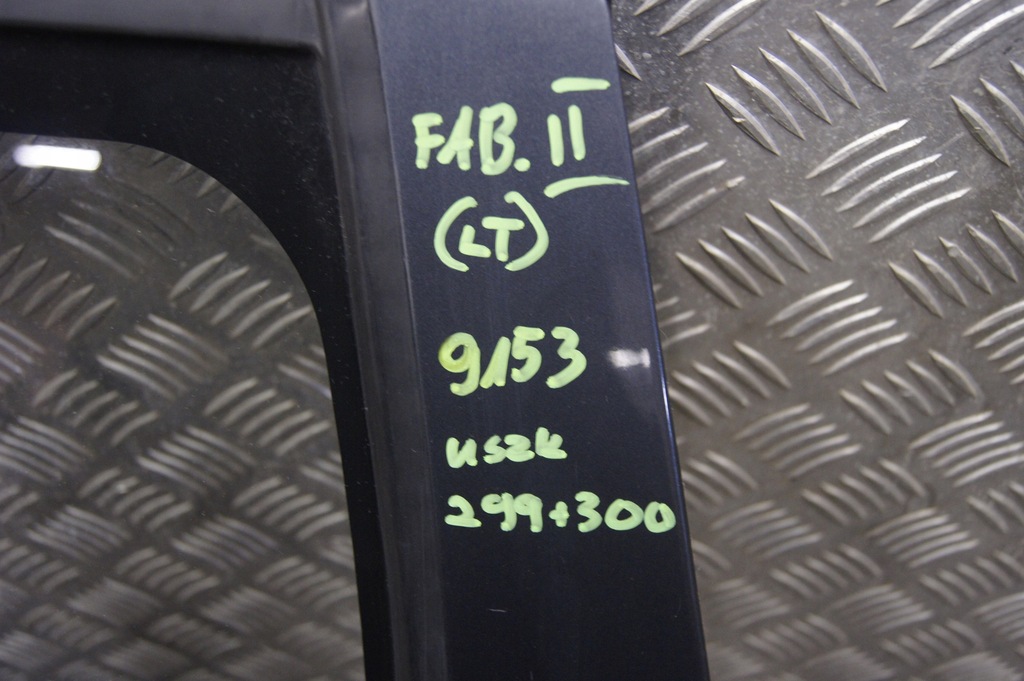 FAB. II
(LT)
9153
uszk
299+300